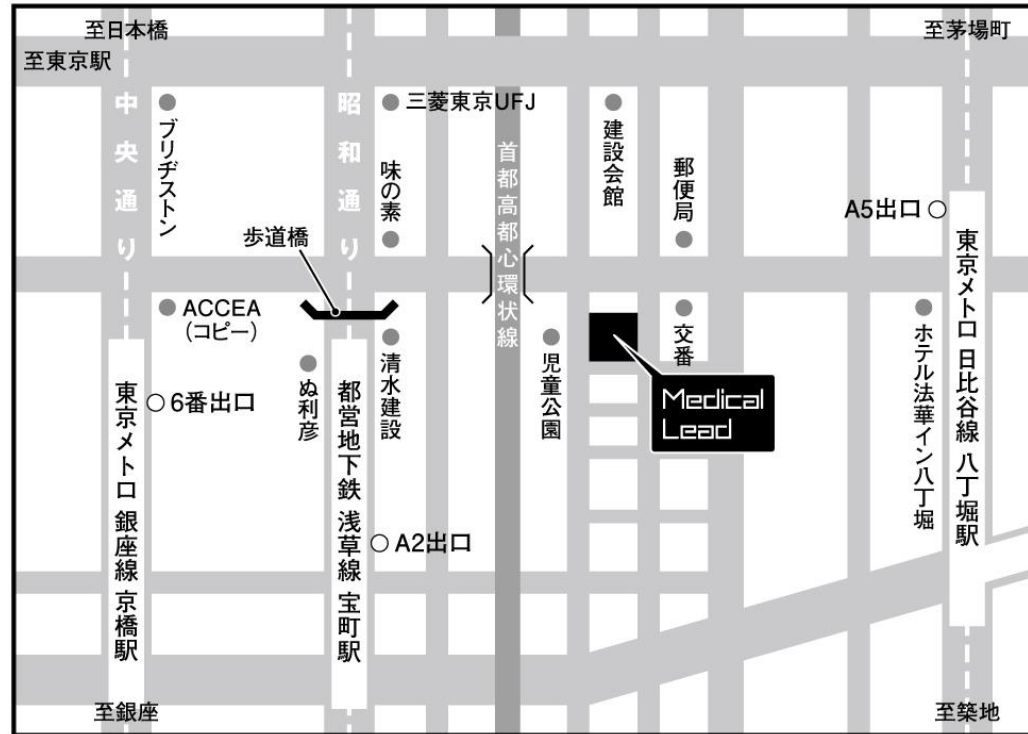 至日本橋
至茅場町
至東京駅
中央通り
ブリヂストン
昭和通り
三菱東京UFJ
味の素
首都高都心環状線
建設会館
郵便局
A5出口
歩道橋
ACCEA
(コピー)
ぬ利彦
清水建設
児童公園
交番
Medical
Lead
ホテル法華イン八丁堀
東京メトロ 日比谷線 八丁堀駅
6番出口
東京メトロ 銀座線 京橋駅
都営地下鉄 浅草線 宝町駅
A2出口
至銀座
至築地